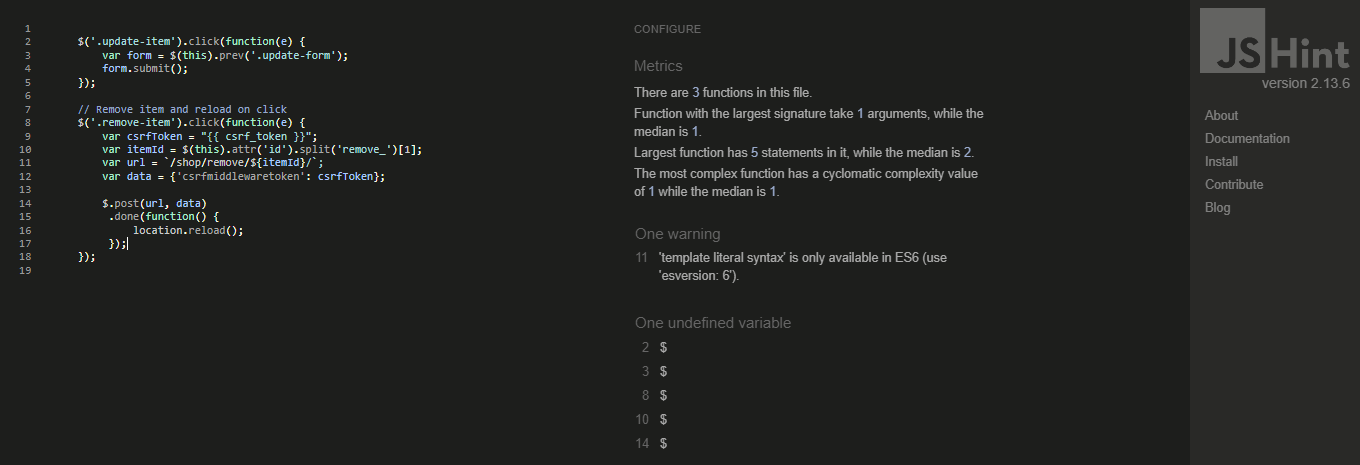 1
2 $('.update-item').click(function(e) {
3 var form = $(this).prev('.update-form');
4 form.submit();
5 });
6
7 // Remove item and reload on click
8 $('.remove-item').click(function(e) {
9 var csrfToken = "{{ csrf_token }}";
10 var itemId = $(this).attr('id').split('remove_')[1];
11 var url = `/shop/remove/${itemId}/`;
12 var data = {'csrfmiddlewaretoken': csrfToken};
13
14 $.post(url, data)
15 .done(function() {
16 location.reload();
17 });
18 });
19
CONFIGURE
Metrics
There are 3 functions in this file.
Function with the largest signature take 1 arguments, while the
median is 1.
Largest function has 5 statements in it, while the median is 2.
The most complex function has a cyclomatic complexity value
of 1 while the median is 1.
One warning
11 'template literal syntax' is only available in ES6 (use
'esversion: 6').
One undefined variable
2 $
3 $
8 $
10 $
14 $
JSHint
version 2.13.6
About
Documentation
Install
Contribute
Blog